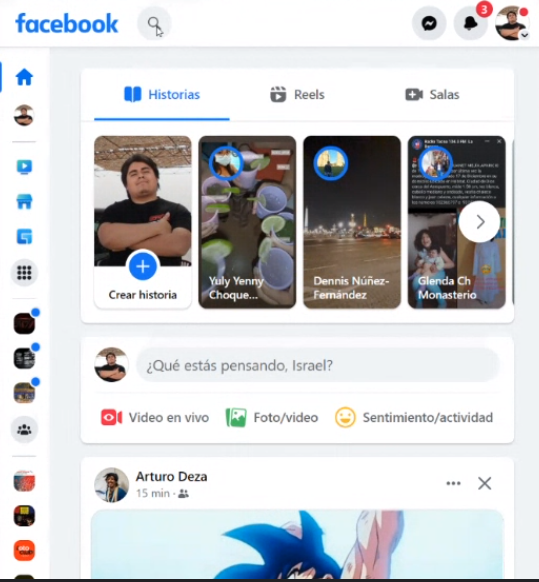 facebook
3
Historias
Reels
Salas
Crear historia
Yuly Yenny
Choque...
Dennis Núñez-
Fernández
Glenda Ch
Monasterio
¿Qué estás pensando, Israel?
Video en vivo
Foto/video
Sentimiento/actividad
Arturo Deza
15 min ·